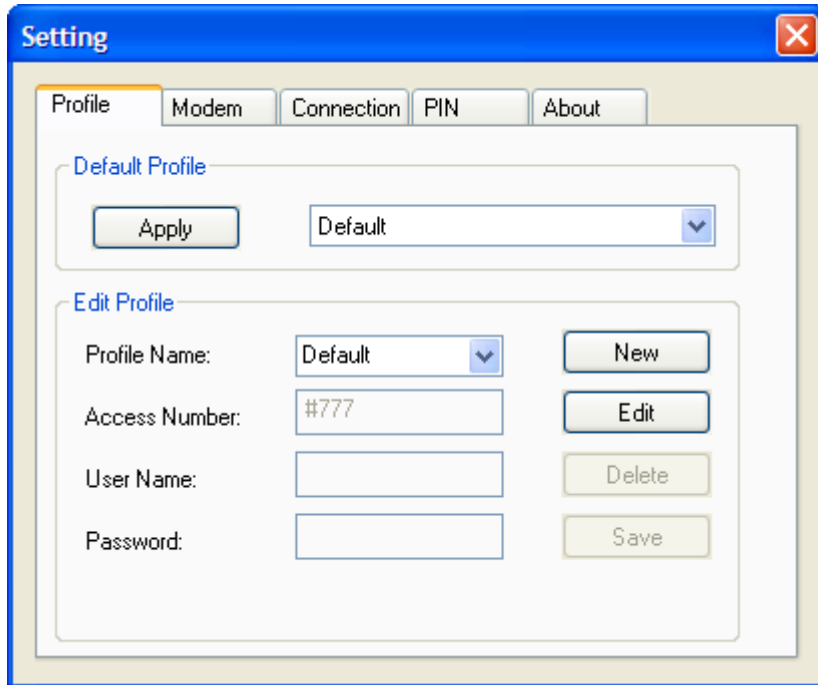 Setting
Profile Modem Connection PIN About
Default Profile
Apply Default
Edit Profile
Profile Name: Default New
Access Number: #777 Edit
User Name: Delete
Password: Save